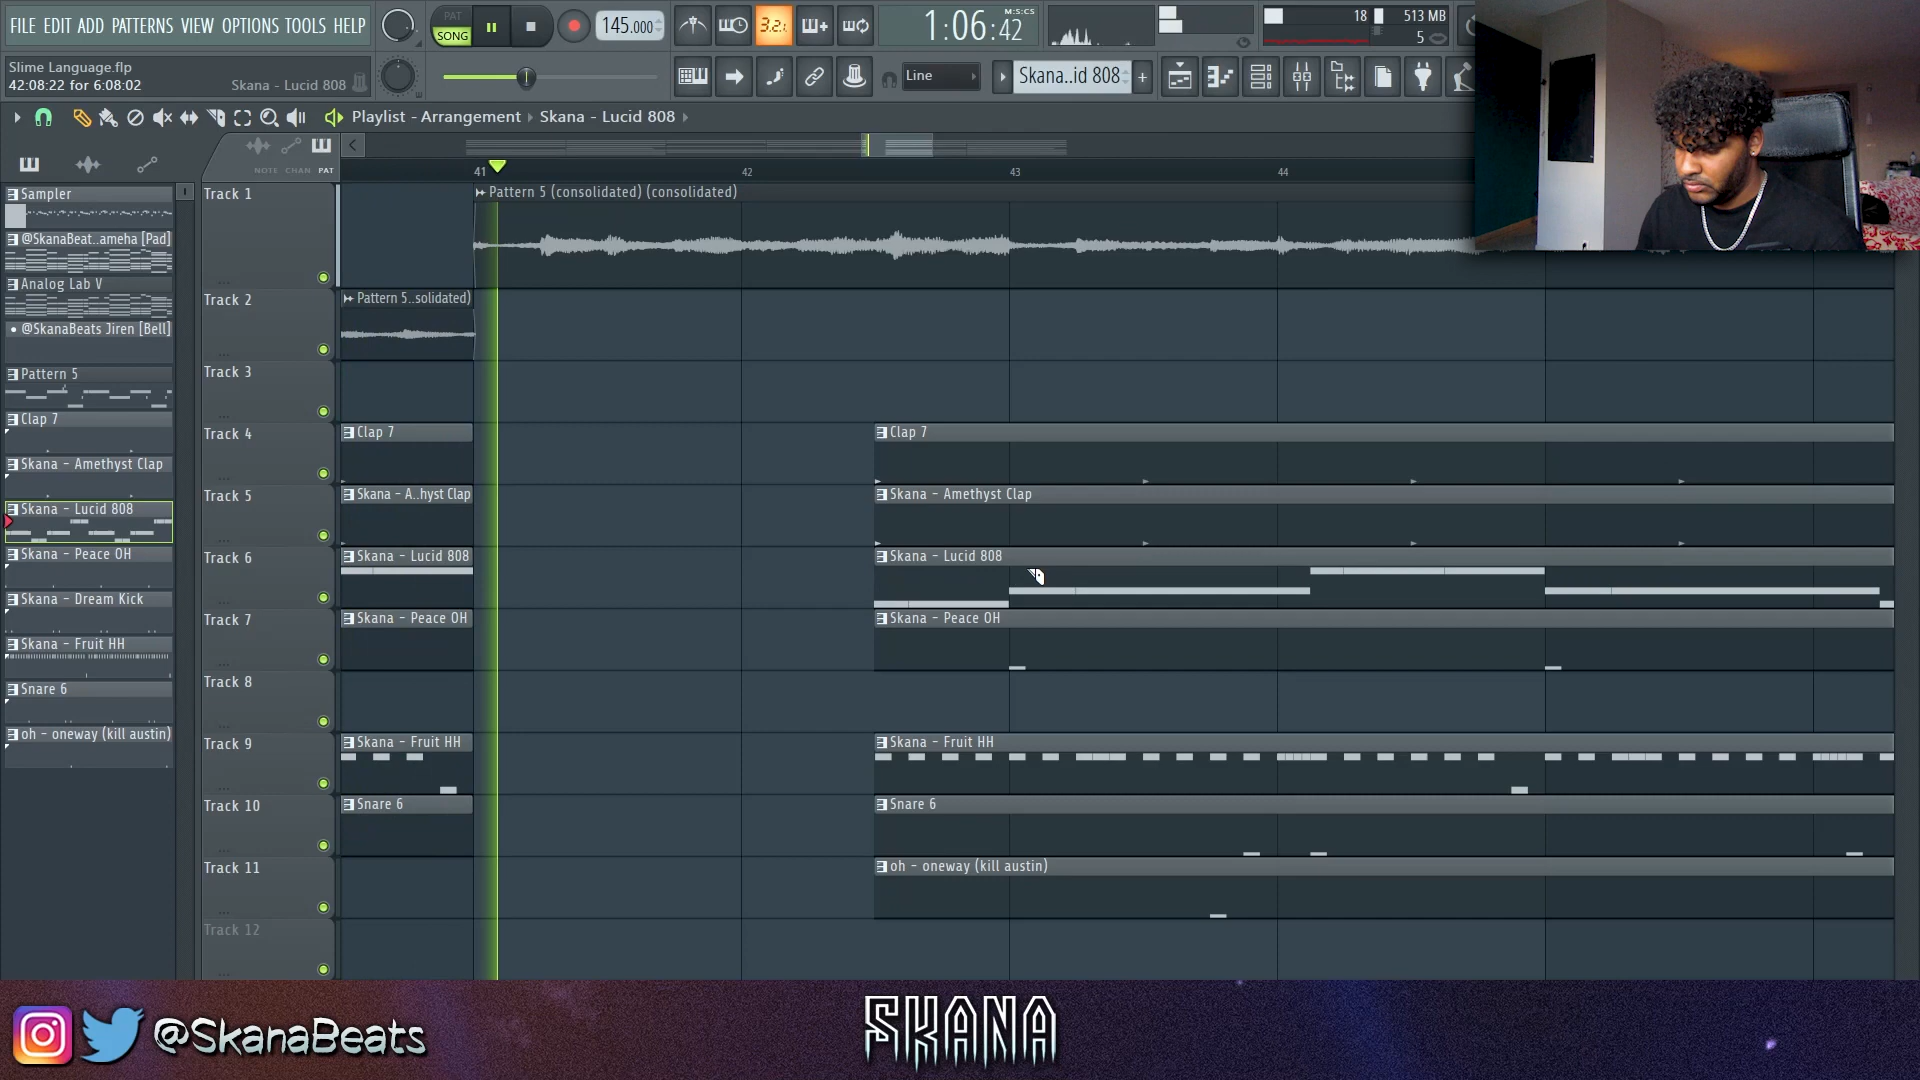 FILE EDIT ADD PATTERNS VIEW OPTIONS TOOLS HELP
PAT
SONG
145.000
3.2.
1:06:42
M:S:CS
18
513 MB
5
Slime Language.flp
42:08:22 for 6:08:02
Skana - Lucid 808
Line
Skana..id 808
Playlist - Arrangement
Skana - Lucid 808
NOTE CHAN PAT
41
42
43
44
Sampler
@SkanaBeat..ameha [Pad]
Analog Lab V
@SkanaBeats Jiren [Bell]
Pattern 5
Clap 7
Skana - Amethyst Clap
Skana - Lucid 808
Skana - Peace OH
Skana - Dream Kick
Skana - Fruit HH
Snare 6
oh - oneway (kill austin)
Track 1
Pattern 5 (consolidated) (consolidated)
Track 2
Pattern 5..solidated)
Track 3
Track 4
Clap 7
Clap 7
Track 5
Skana - A..hyst Clap
Skana - Amethyst Clap
Track 6
Skana - Lucid 808
Skana - Lucid 808
Track 7
Skana - Peace OH
Skana - Peace OH
Track 8
Track 9
Skana - Fruit HH
Skana - Fruit HH
Track 10
Snare 6
Snare 6
Track 11
oh - oneway (kill austin)
Track 12
@SkanaBeats
SKANA